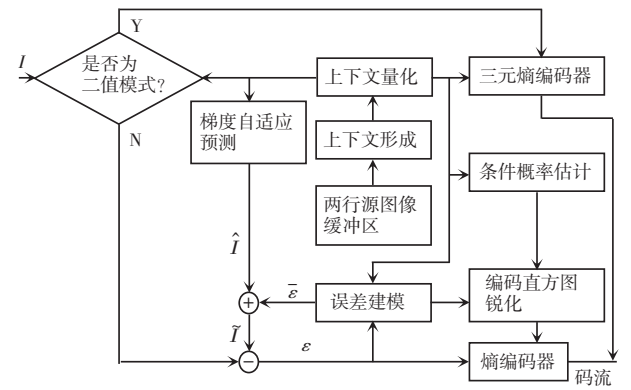 Y
I
是否为
二值模式？
上下文量化
三元熵编码器
N
梯度自适应
预测
上下文形成
条件概率估计
两行源图像
缓冲区
Î
ε̄
误差建模
编码直方图
锐化
+
Ĩ
−
ε
熵编码器
码流